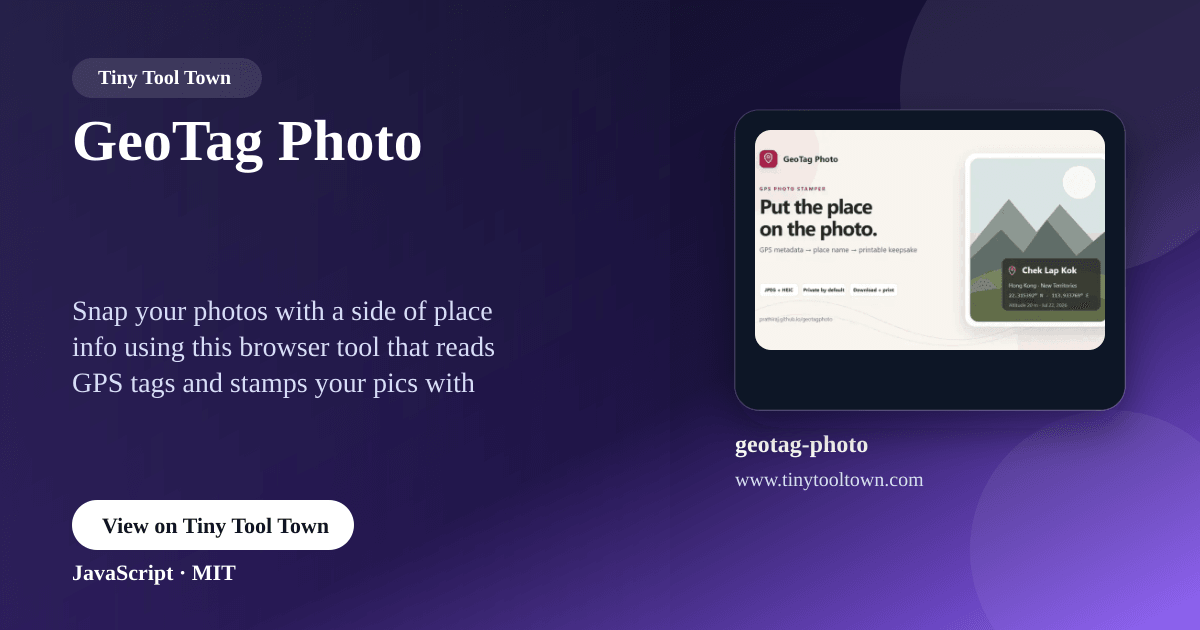 Tiny Tool Town
GeoTag Photo
Snap your photos with a side of place
info using this browser tool that reads
GPS tags and stamps your pics with
View on Tiny Tool Town
JavaScript · MIT
GeoTag Photo
GPS PHOTO STAMPER
Put the place
on the photo.
GPS metadata → place name → printable keepsake
JPEG + HEIC
Private by default
Download + print
Chek Lap Kok
Hong Kong · New Territories
geotag-photo
www.tinytooltown.com